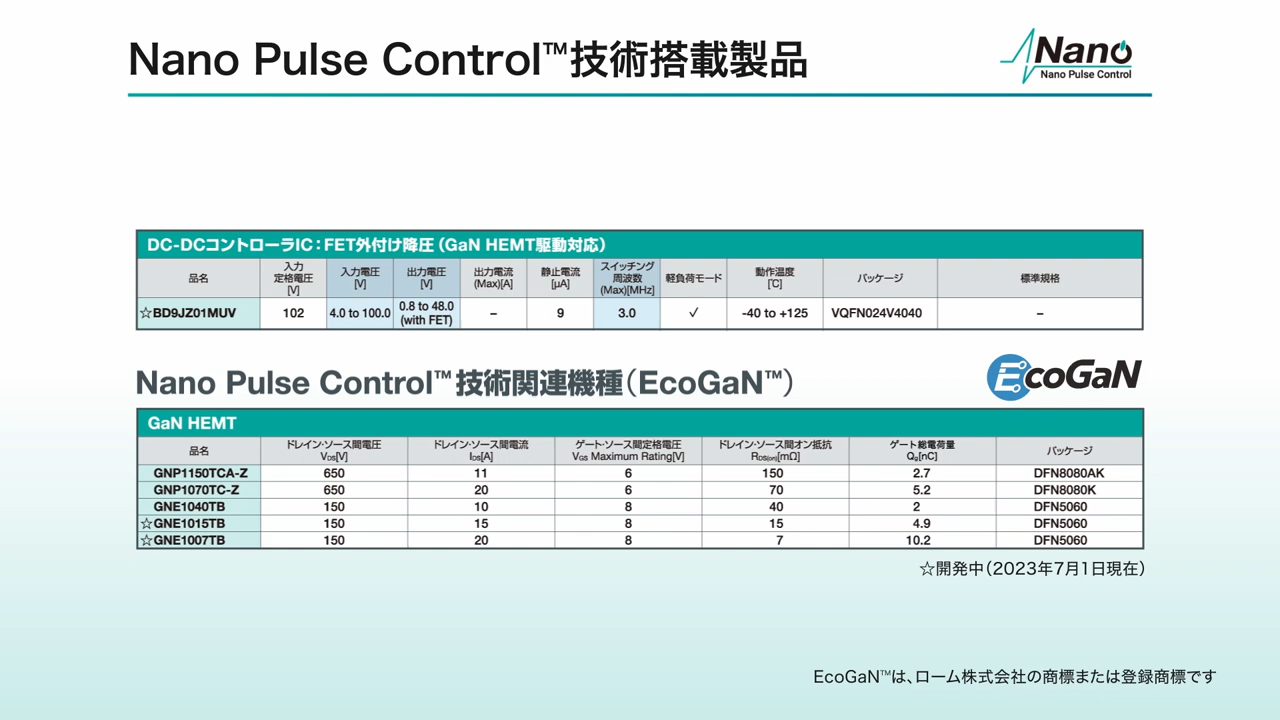 Nano Pulse Control™技術搭載製品
Nano
Nano Pulse Control
DC-DCコントローラIC：FET外付け降圧（GaN HEMT駆動対応）
品名 入力定格電圧[V] 入力電圧[V] 出力電圧[V] 出力電流(Max)[A] 静止電流[μA] スイッチング周波数(Max)[MHz] 軽負荷モード 動作温度[℃] パッケージ 標準規格
☆BD9JZ01MUV 102 4.0 to 100.0 0.8 to 48.0 (with FET) – 9 3.0 ✓ -40 to +125 VQFN024V4040 –
Nano Pulse Control™技術関連機種（EcoGaN™）
EcoGaN
GaN HEMT
品名 ドレイン・ソース間電圧 VDS[V] ドレイン・ソース間電流 IDS[A] ゲート・ソース間定格電圧 VGS Maximum Rating[V] ドレイン・ソース間オン抵抗 RDS(on)[mΩ] ゲート総電荷量 Qg[nC] パッケージ
GNP1150TCA-Z 650 11 6 150 2.7 DFN8080AK
GNP1070TC-Z 650 20 6 70 5.2 DFN8080K
GNE1040TB 150 10 8 40 2 DFN5060
☆GNE1015TB 150 15 8 15 4.9 DFN5060
☆GNE1007TB 150 20 8 7 10.2 DFN5060
☆開発中（2023年7月1日現在）
EcoGaN™は、ローム株式会社の商標または登録商標です